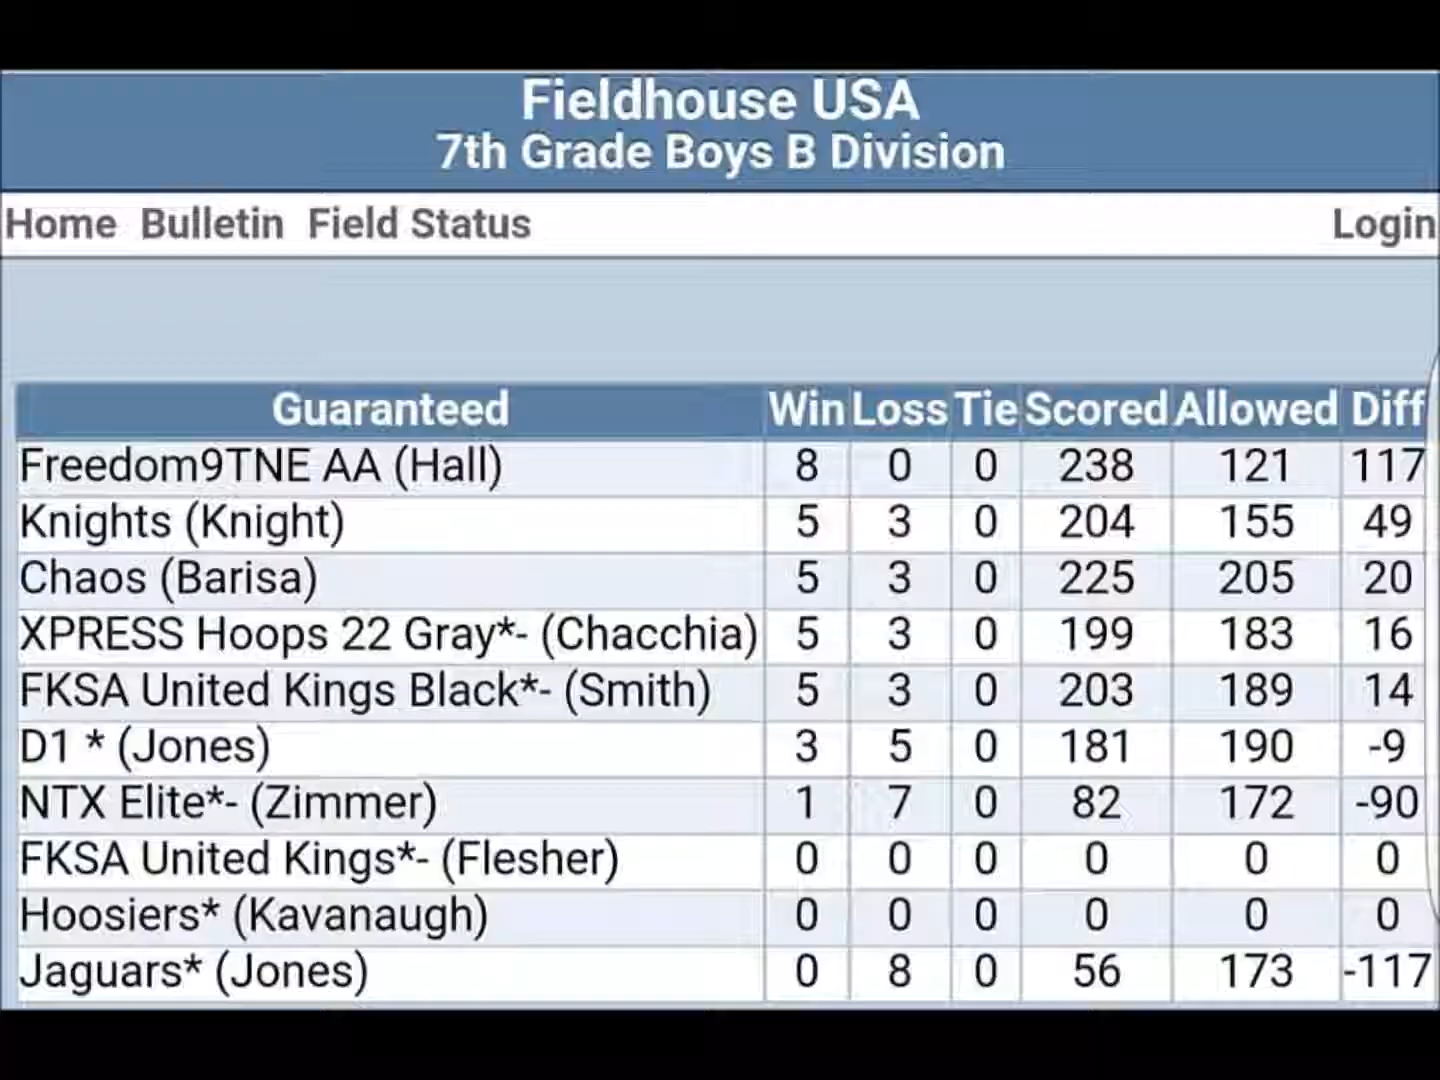 Fieldhouse USA
7th Grade Boys B Division
Home Bulletin Field Status Login
Guaranteed Win Loss Tie Scored Allowed Diff
Freedom9TNE AA (Hall) 8 0 0 238 121 117
Knights (Knight) 5 3 0 204 155 49
Chaos (Barisa) 5 3 0 225 205 20
XPRESS Hoops 22 Gray*- (Chacchia) 5 3 0 199 183 16
FKSA United Kings Black*- (Smith) 5 3 0 203 189 14
D1 * (Jones) 3 5 0 181 190 -9
NTX Elite*- (Zimmer) 1 7 0 82 172 -90
FKSA United Kings*- (Flesher) 0 0 0 0 0 0
Hoosiers* (Kavanaugh) 0 0 0 0 0 0
Jaguars* (Jones) 0 8 0 56 173 -117